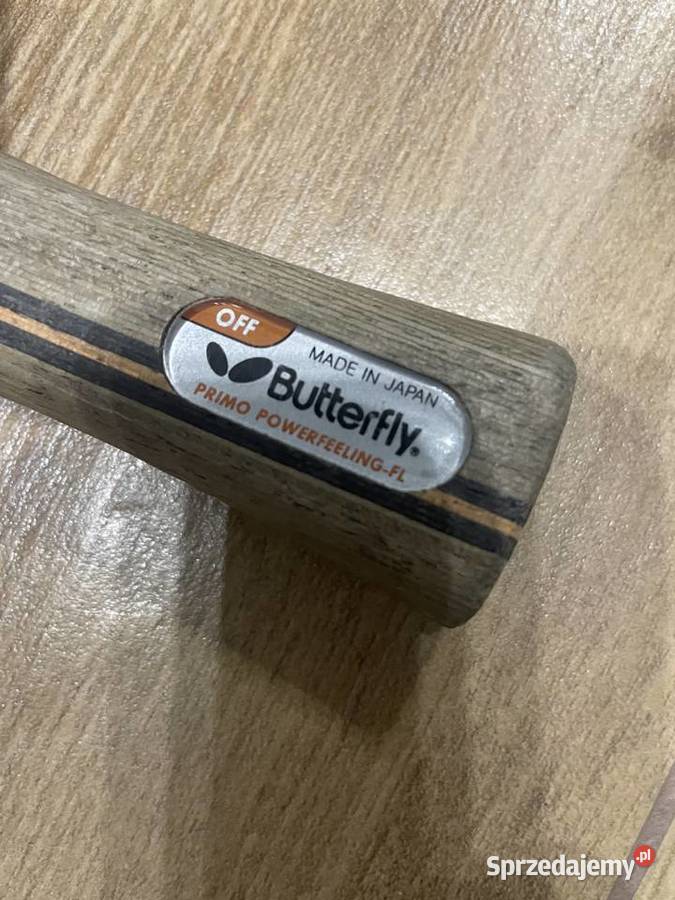 OFF
MADE IN JAPAN
Butterfly®
PRIMO POWERFEELING-FL
Sprzedajemy.pl